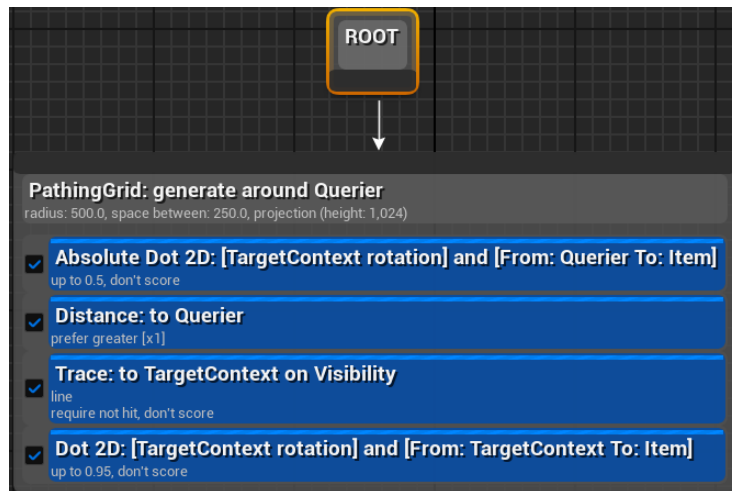 ROOT
PathingGrid: generate around Querier
radius: 500.0, space between: 250.0, projection (height: 1,024)
Absolute Dot 2D: [TargetContext rotation] and [From: Querier To: Item]
up to 0.5, don't score
Distance: to Querier
prefer greater [x1]
Trace: to TargetContext on Visibility
line
require not hit, don't score
Dot 2D: [TargetContext rotation] and [From: TargetContext To: Item]
up to 0.95, don't score